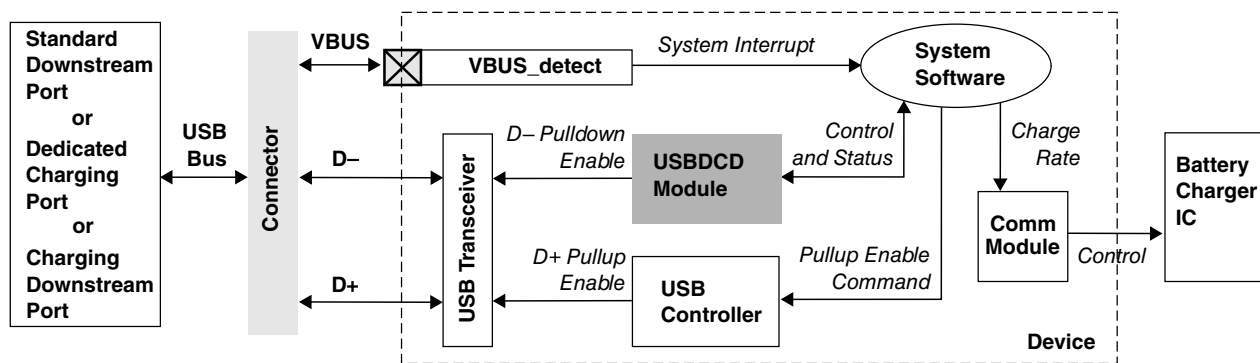 Standard
Downstream
Port
or
Dedicated
Charging
Port
or
Charging
Downstream
Port
USB
Bus
Connector
VBUS
D–
D+
VBUS_detect
System Interrupt
System
Software
USB Transceiver
D– Pulldown
Enable
USBDCD
Module
Control
and Status
Charge
Rate
D+ Pullup
Enable
USB
Controller
Pullup Enable
Command
Comm
Module
Control
Battery
Charger
IC
Device